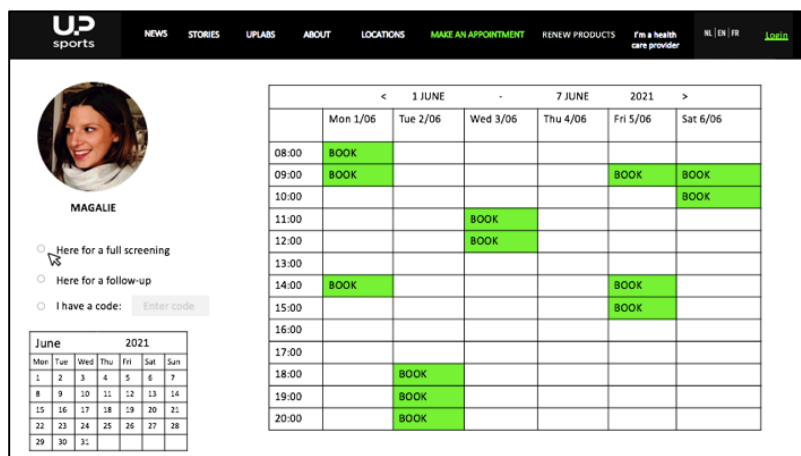 U.P
sports
NEWS STORIES UPLABS ABOUT LOCATIONS MAKE AN APPOINTMENT RENEW PRODUCTS I'm a health care provider NL | EN | FR Login
MAGALIE
Here for a full screening
Here for a follow-up
I have a code: Enter code
June 2021
Mon Tue Wed Thu Fri Sat Sun
1 2 3 4 5 6 7
8 9 10 11 12 13 14
15 16 17 18 19 20 21
22 23 24 25 26 27 28
29 30 31
< 1 JUNE - 7 JUNE 2021 >
Mon 1/06 Tue 2/06 Wed 3/06 Thu 4/06 Fri 5/06 Sat 6/06
08:00 BOOK
09:00 BOOK BOOK BOOK
10:00 BOOK
11:00 BOOK
12:00 BOOK
13:00
14:00 BOOK BOOK
15:00 BOOK
16:00
17:00
18:00 BOOK
19:00 BOOK
20:00 BOOK